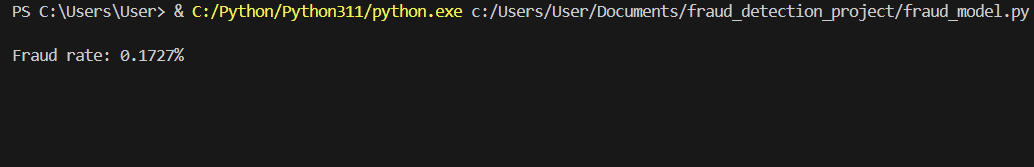 PS C:\Users\User> & C:/Python/Python311/python.exe c:/Users/User/Documents/fraud_detection_project/fraud_model.py
Fraud rate: 0.1727%